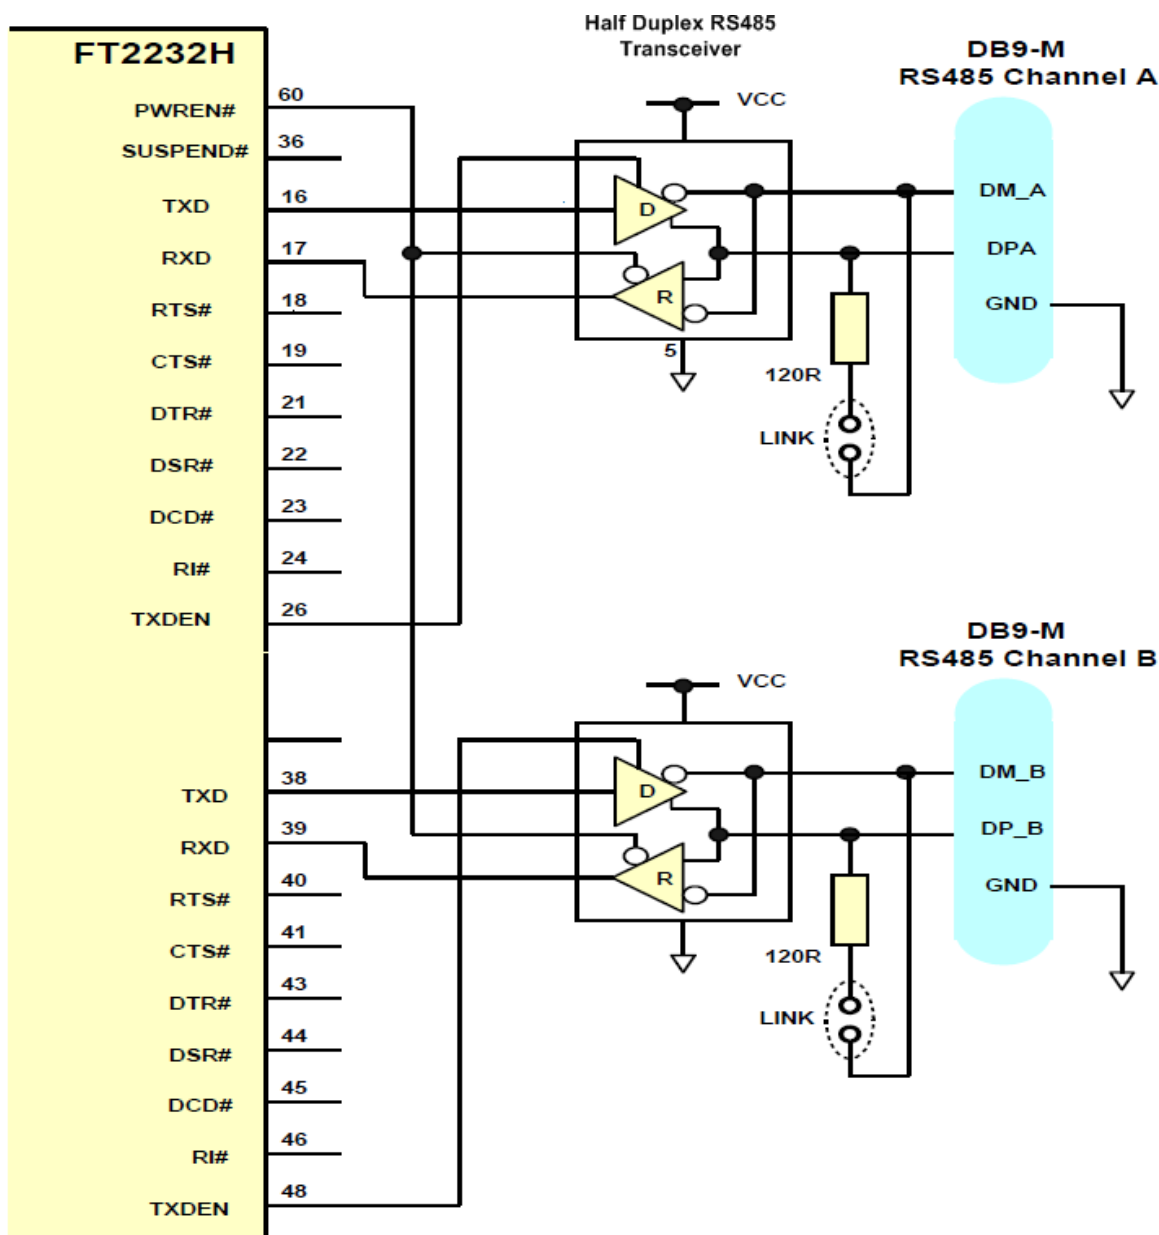 Half Duplex RS485
Transceiver
FT2232H
DB9-M
RS485 Channel A
60
PWREN#
VCC
36
SUSPEND#
16
TXD
D
DM_A
17
RXD
DPA
R
18
RTS#
GND
19
CTS#
5
120R
21
DTR#
LINK
22
DSR#
23
DCD#
24
RI#
26
TXDEN
DB9-M
RS485 Channel B
VCC
38
TXD
D
DM_B
39
RXD
DP_B
R
40
RTS#
GND
41
CTS#
120R
43
DTR#
LINK
44
DSR#
45
DCD#
46
RI#
48
TXDEN